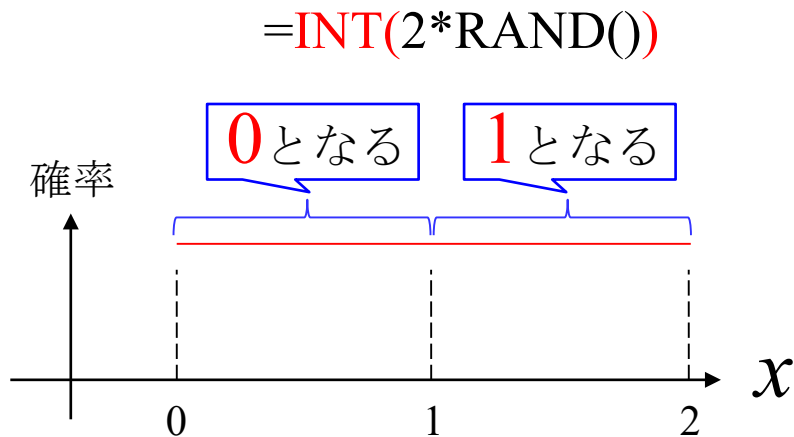 =INT(2*RAND())
0となる
1となる
確率
x
0
1
2